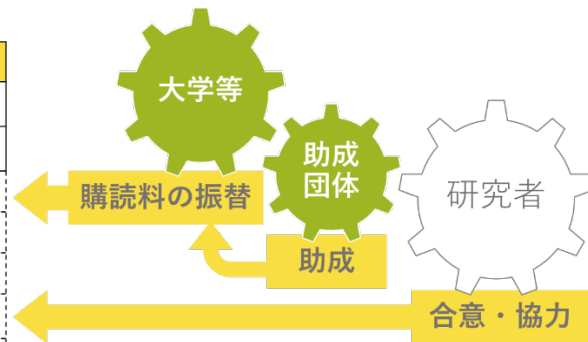 大学等
助成
団体
研究者
購読料の振替
助成
合意・協力